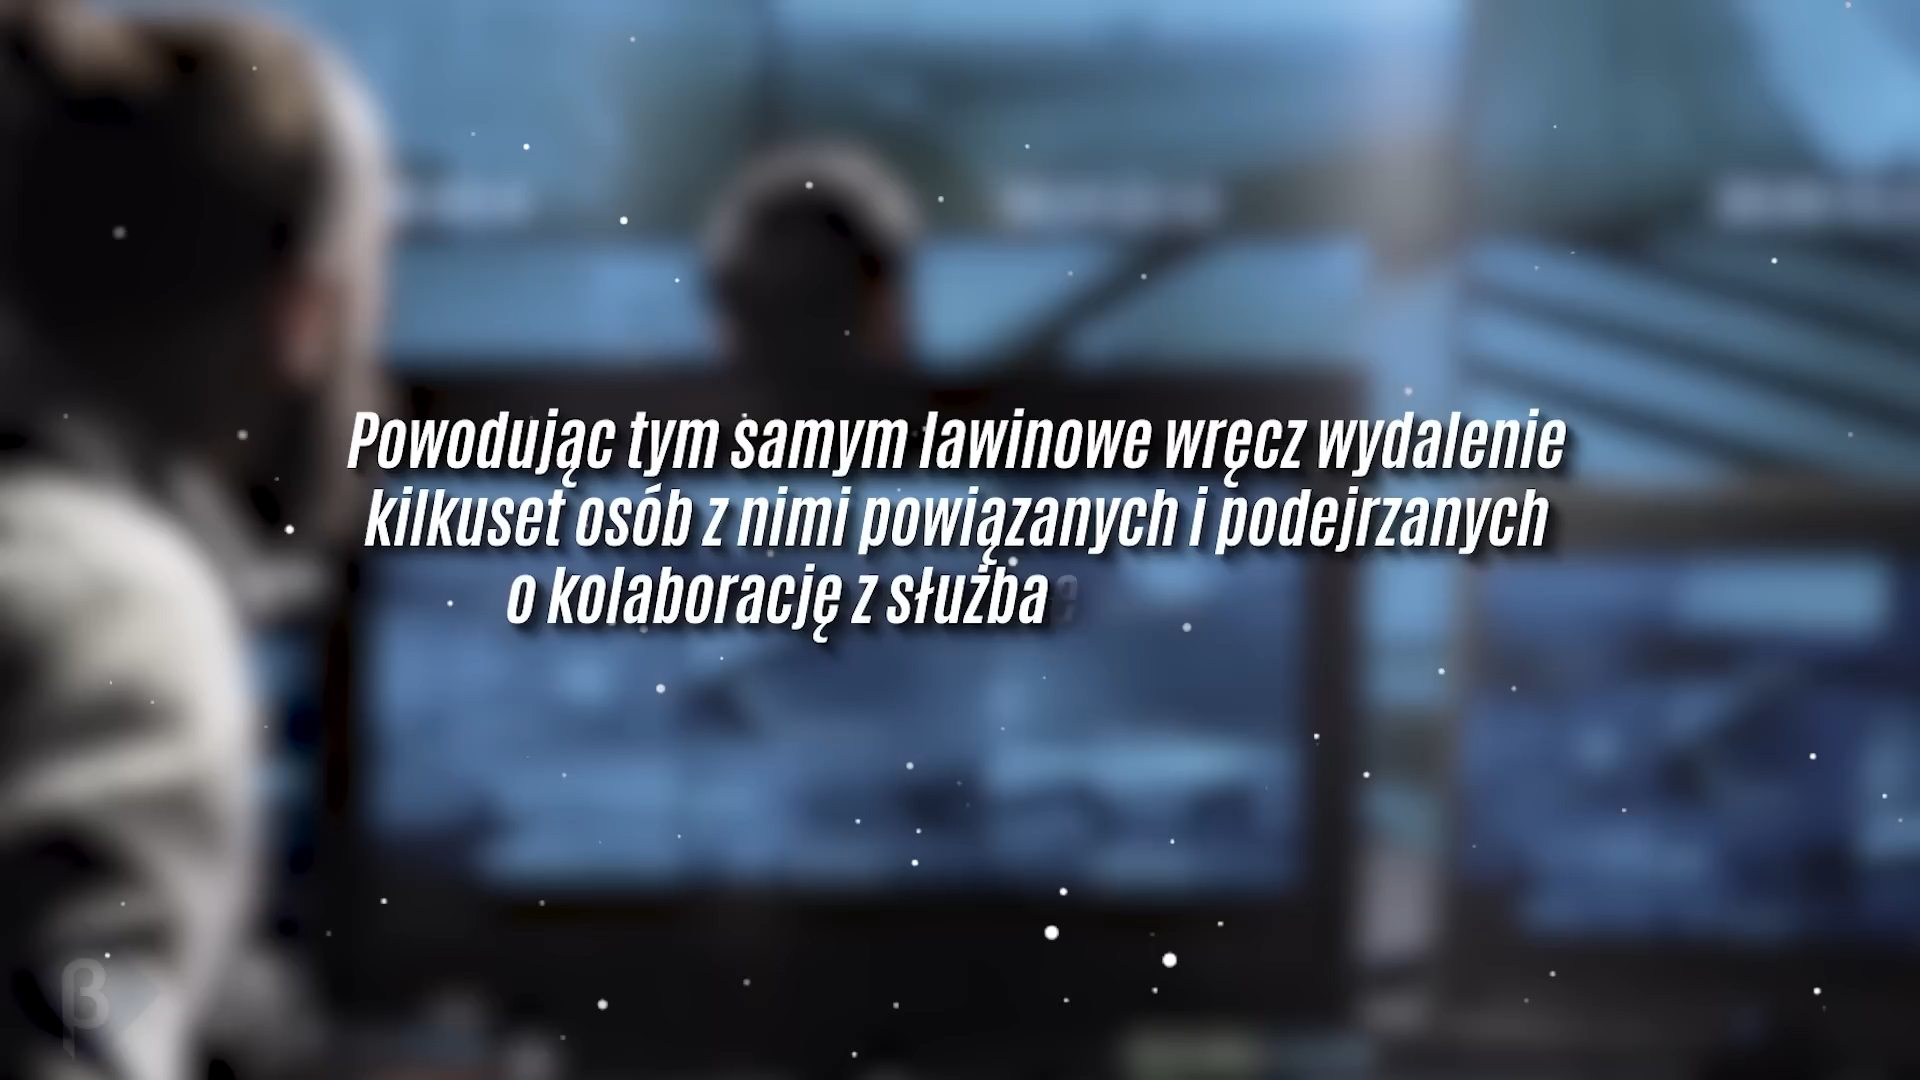 Powodując tym samym lawinowe wręcz wydalenie
kilkuset osób z nimi powiązanych i podejrzanych
o kolaborację z służba
β